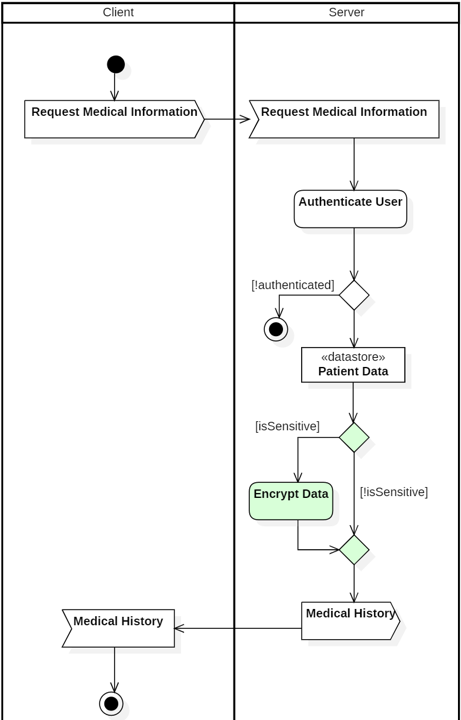 Client
Server
Request Medical Information
Request Medical Information
Authenticate User
[!authenticated]
«datastore»
Patient Data
[isSensitive]
Encrypt Data
[!isSensitive]
Medical History
Medical History